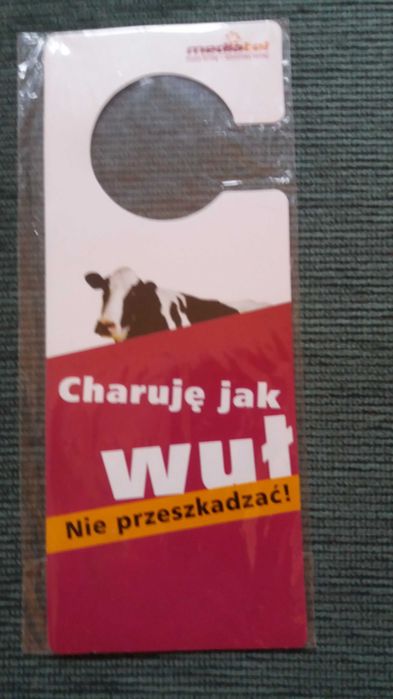 mediatel
Charuję jak
wuł
Nie przeszkadzać!